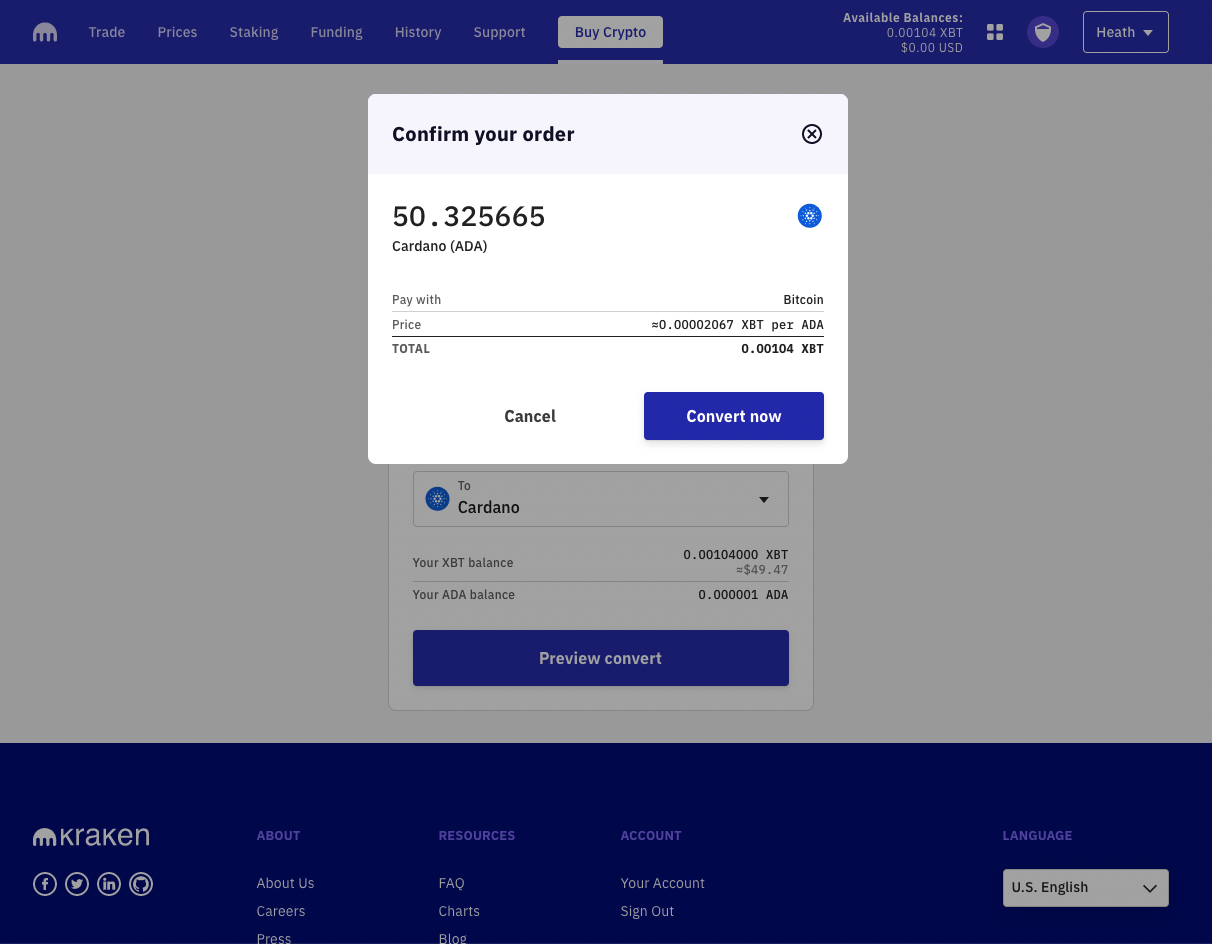 Trade Prices Staking Funding History Support Buy Crypto
Available Balances:
0.00104 XBT
$0.00 USD
Heath
Confirm your order
50.325665
Cardano (ADA)
Pay with Bitcoin
Price ≈0.00002067 XBT per ADA
TOTAL 0.00104 XBT
Cancel Convert now
To
Cardano
Your XBT balance 0.00104000 XBT
≈$49.47
Your ADA balance 0.000001 ADA
Preview convert
kraken
ABOUT RESOURCES ACCOUNT LANGUAGE
About Us FAQ Your Account U.S. English
Careers Charts Sign Out
Press Blog